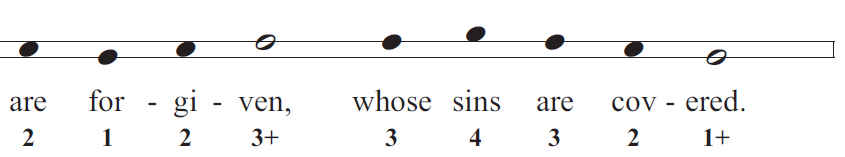 are for - gi - ven, whose sins are cov - ered.
2 1 2 3+ 3 4 3 2 1+